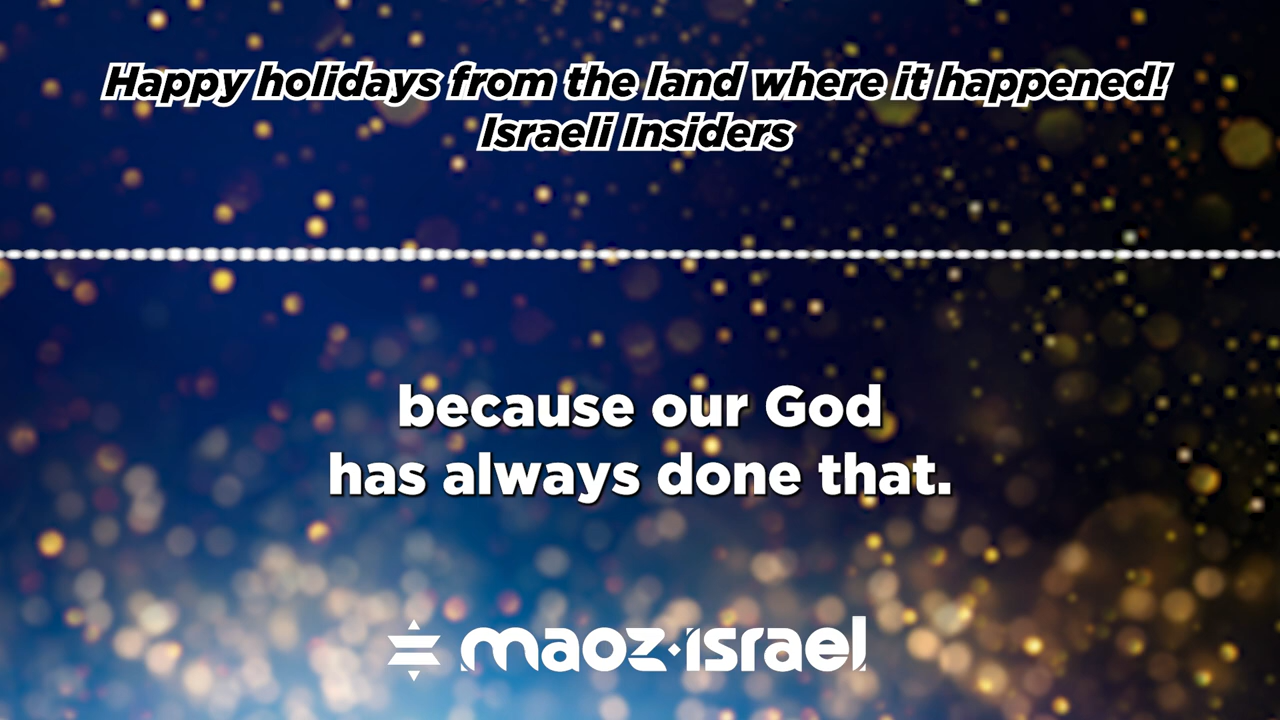 Happy holidays from the land where it happened!
Israeli Insiders
because our God
has always done that.
maoz·israel